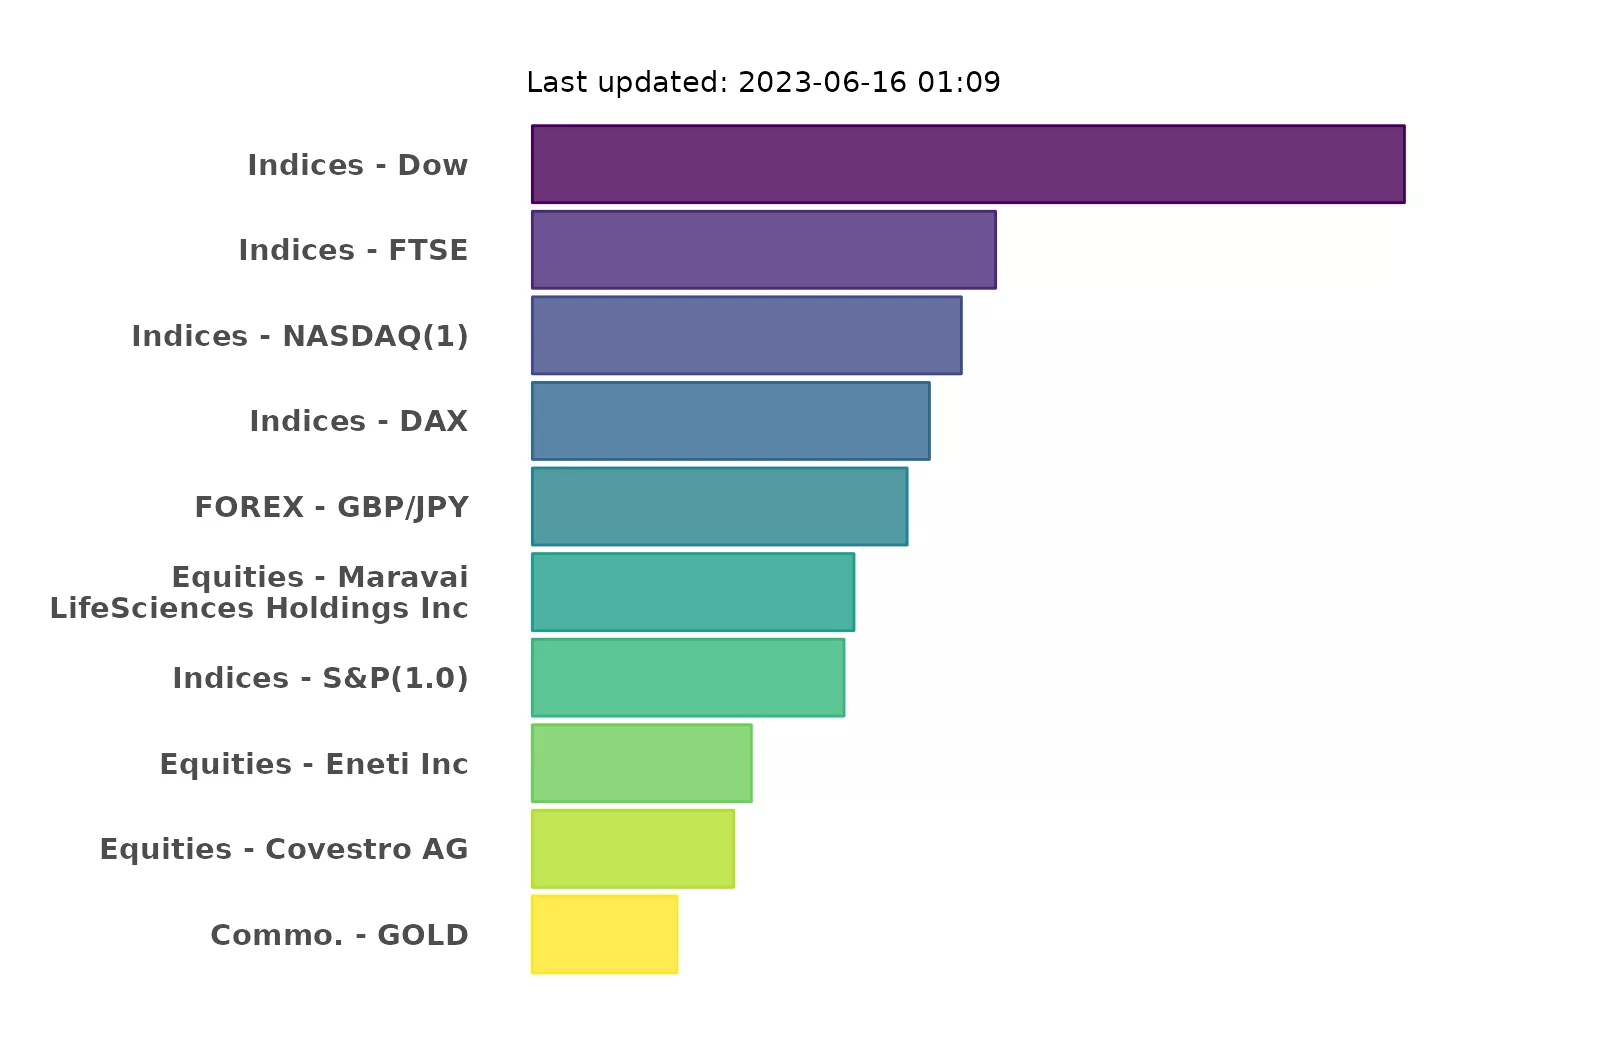 Last updated: 2023-06-16 01:09
Indices - Dow
Indices - FTSE
Indices - NASDAQ(1)
Indices - DAX
FOREX - GBP/JPY
Equities - Maravai
LifeSciences Holdings Inc
Indices - S&P(1.0)
Equities - Eneti Inc
Equities - Covestro AG
Commo. - GOLD